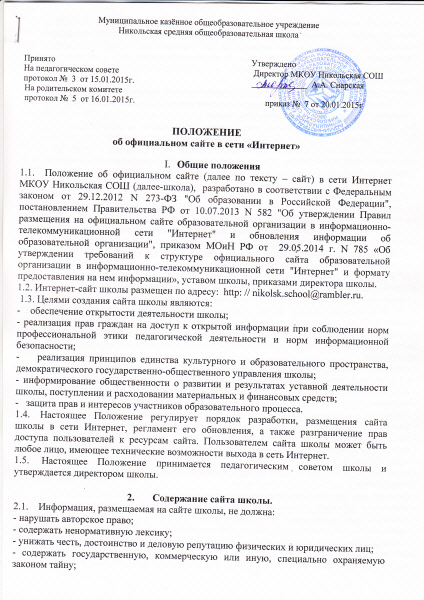 Муниципальное казённое общеобразовательное учреждение
Никольская средняя общеобразовательная школа
Принято
На педагогическом совете
протокол № 3 от 15.01.2015г.
На родительском комитете
протокол № 5 от 16.01.2015г.
Утверждено
Директор МКОУ Никольская СОШ
А.А. Снарская
приказ № 7 от 20.01.2015г
ПОЛОЖЕНИЕ
об официальном сайте в сети «Интернет»
I. Общие положения
1.1. Положение об официальном сайте (далее по тексту – сайт) в сети Интернет
МКОУ Никольская СОШ (далее-школа), разработано в соответствии с Федеральным
законом от 29.12.2012 N 273-ФЗ "Об образовании в Российской Федерации",
постановлением Правительства РФ от 10.07.2013 N 582 "Об утверждении Правил
размещения на официальном сайте образовательной организации в информационно-
телекоммуникационной сети "Интернет" и обновления информации об
образовательной организации", приказом МОиН РФ от 29.05.2014 г. N 785 «Об
утверждении требований к структуре официального сайта образовательной
организации в информационно-телекоммуникационной сети "Интернет" и формату
предоставления на нем информации», уставом школы, приказами директора школы.
1.2. Интернет-сайт школы размещен по адресу: http: // nikolsk.school@rambler.ru.
1.3. Целями создания сайта школы являются:
- обеспечение открытости деятельности школы;
- реализация прав граждан на доступ к открытой информации при соблюдении норм
профессиональной этики педагогической деятельности и норм информационной
безопасности;
- реализация принципов единства культурного и образовательного пространства,
демократического государственно-общественного управления школы;
- информирование общественности о развитии и результатах уставной деятельности
школы, поступлении и расходовании материальных и финансовых средств;
- защита прав и интересов участников образовательного процесса.
1.4. Настоящее Положение регулирует порядок разработки, размещения сайта
школы в сети Интернет, регламент его обновления, а также разграничение прав
доступа пользователей к ресурсам сайта. Пользователем сайта школы может быть
любое лицо, имеющее технические возможности выхода в сеть Интернет.
1.5. Настоящее Положение принимается педагогическим советом школы и
утверждается директором школы.
2. Содержание сайта школы.
2.1. Информация, размещаемая на сайте школы, не должна:
- нарушать авторское право;
- содержать ненормативную лексику;
- унижать честь, достоинство и деловую репутацию физических и юридических лиц;
- содержать государственную, коммерческую или иную, специально охраняемую
законом тайну;